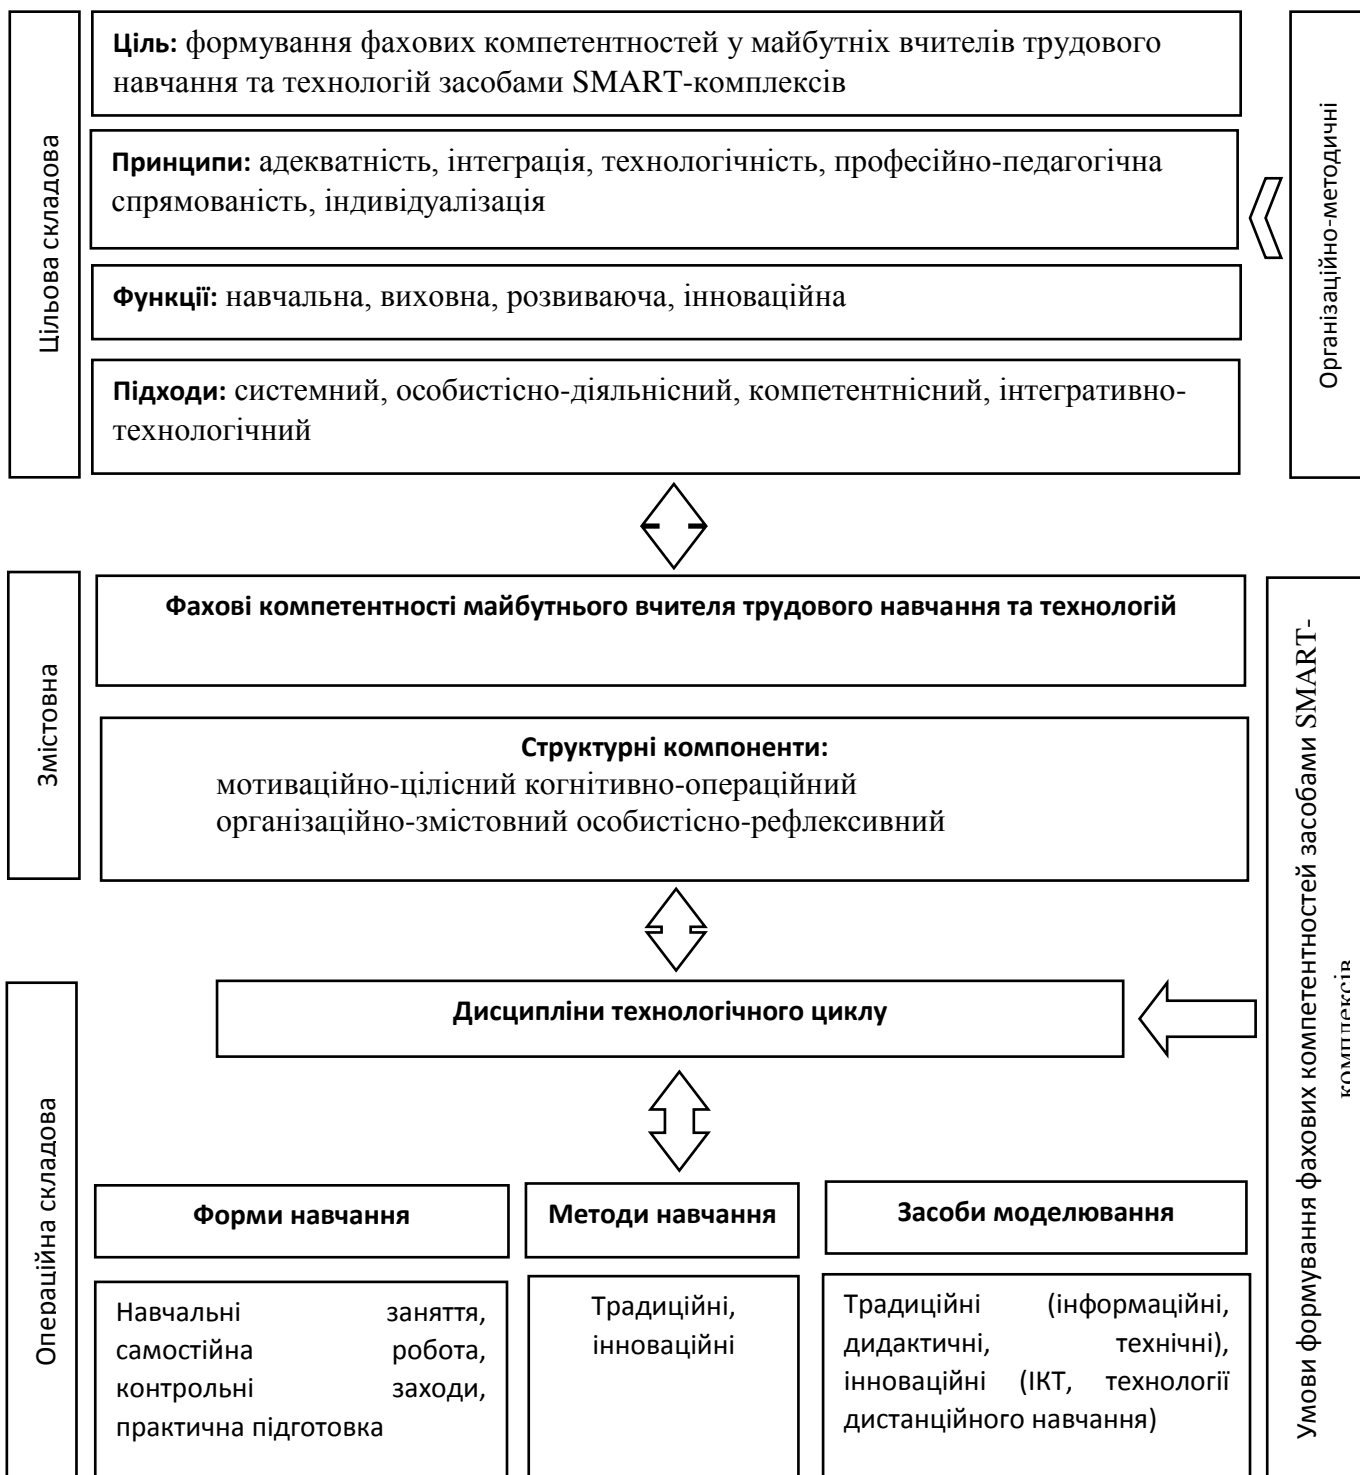 Цільова складова
Ціль: формування фахових компетентностей у майбутніх вчителів трудового
навчання та технологій засобами SMART-комплексів
Принципи: адекватність, інтеграція, технологічність, професійно-педагогічна
спрямованість, індивідуалізація
Функції: навчальна, виховна, розвиваюча, інноваційна
Підходи: системний, особистісно-діяльнісний, компетентнісний, інтегративно-
технологічний
Організаційно-методичні
Змістовна
Фахові компетентності майбутнього вчителя трудового навчання та технологій
Структурні компоненти:
мотиваційно-цілісний когнітивно-операційний
організаційно-змістовний особистісно-рефлексивний
Умови формування фахових компетентностей засобами SMART-
комплексів
Операційна складова
Дисципліни технологічного циклу
Форми навчання
Навчальні заняття,
самостійна робота,
контрольні заходи,
практична підготовка
Методи навчання
Традиційні,
інноваційні
Засоби моделювання
Традиційні (інформаційні,
дидактичні, технічні),
інноваційні (ІКТ, технології
дистанційного навчання)